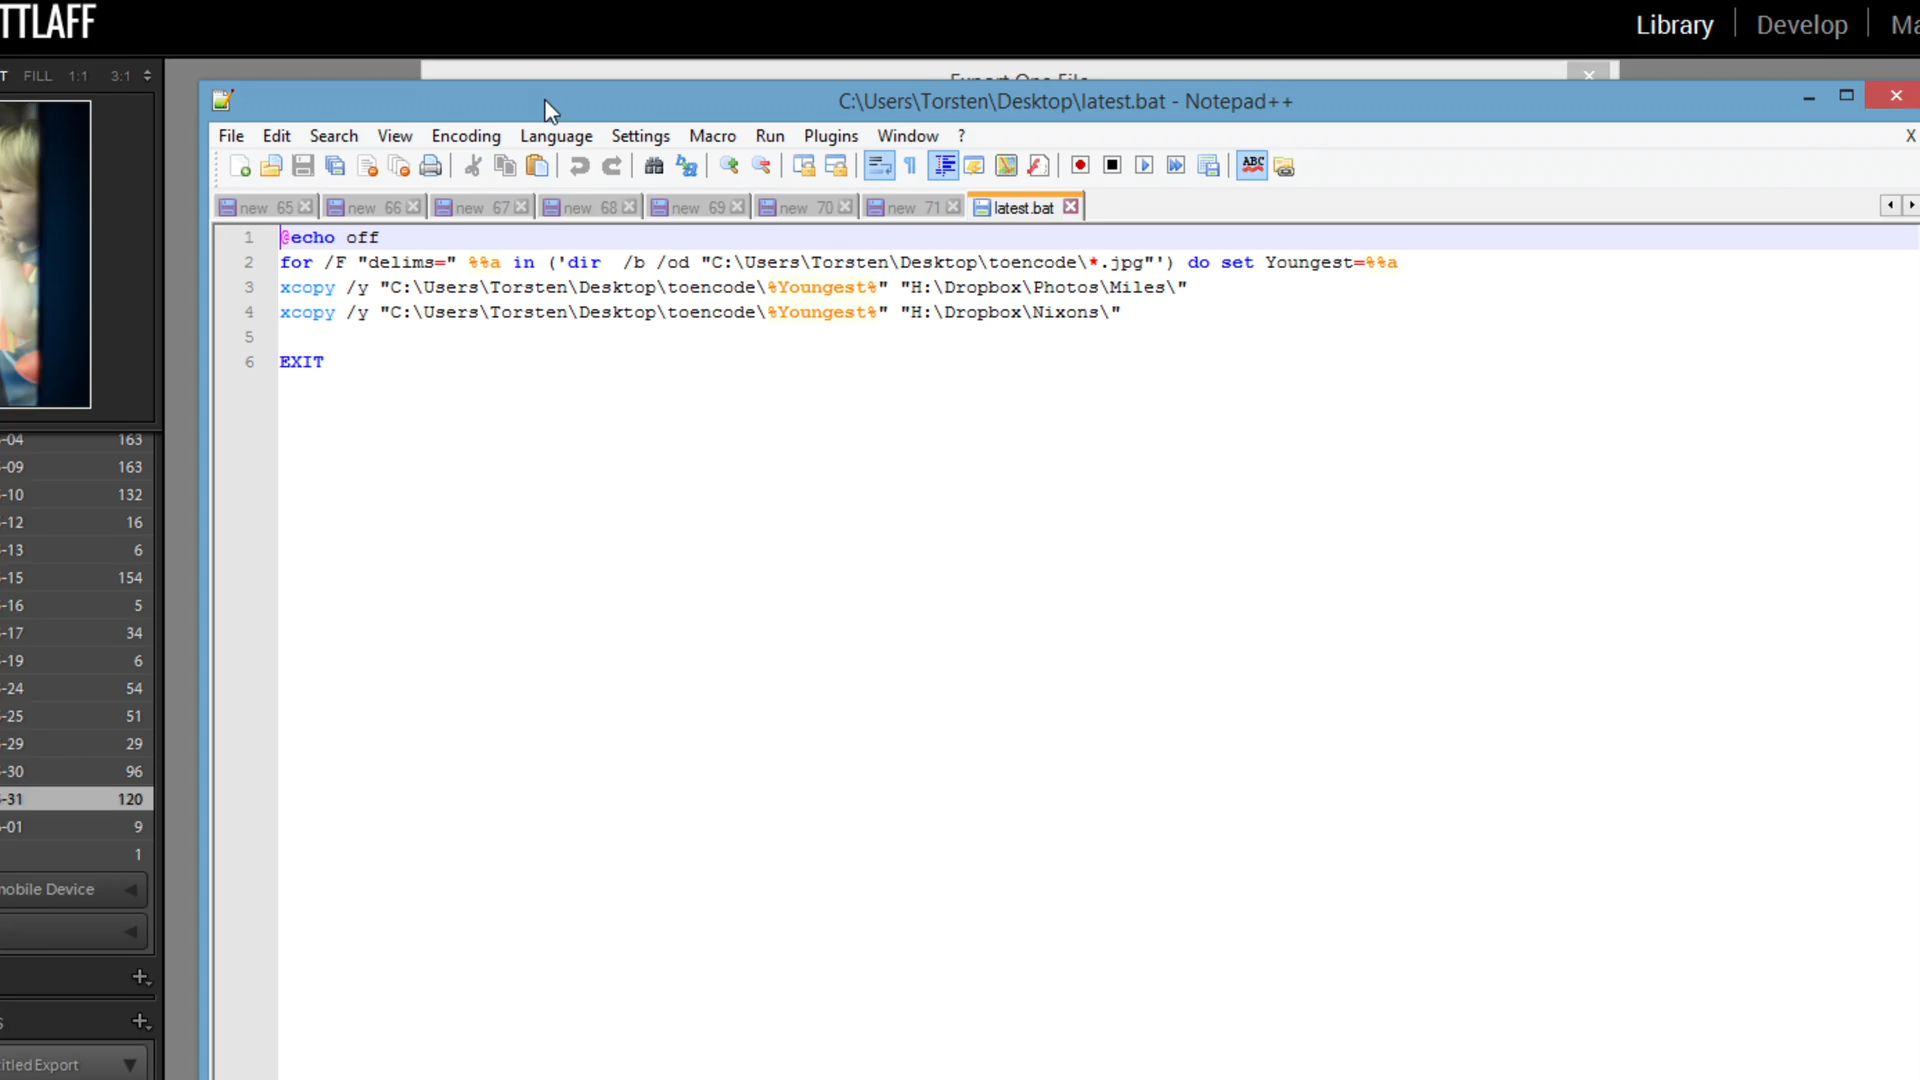 TTLAFF
Library
Develop
Ma
T FILL 1:1 3:1
C:\Users\Torsten\Desktop\latest.bat - Notepad++
File Edit Search View Encoding Language Settings Macro Run Plugins Window ?
X
ABC
new 65 new 66 new 67 new 68 new 69 new 70 new 71 latest.bat
1 @echo off
2 for /F "delims=" %%a in ('dir  /b /od "C:\Users\Torsten\Desktop\toencode\*.jpg"') do set Youngest=%%a
3 xcopy /y "C:\Users\Torsten\Desktop\toencode\%Youngest%" "H:\Dropbox\Photos\Miles\"
4 xcopy /y "C:\Users\Torsten\Desktop\toencode\%Youngest%" "H:\Dropbox\Nixons\"
5
6 EXIT
-04 163
-09 163
-10 132
-12 16
-13 6
-15 154
-16 5
-17 34
-19 6
-24 54
-25 51
-29 29
-30 96
-31 120
-01 9
1
mobile Device
S
titled Export